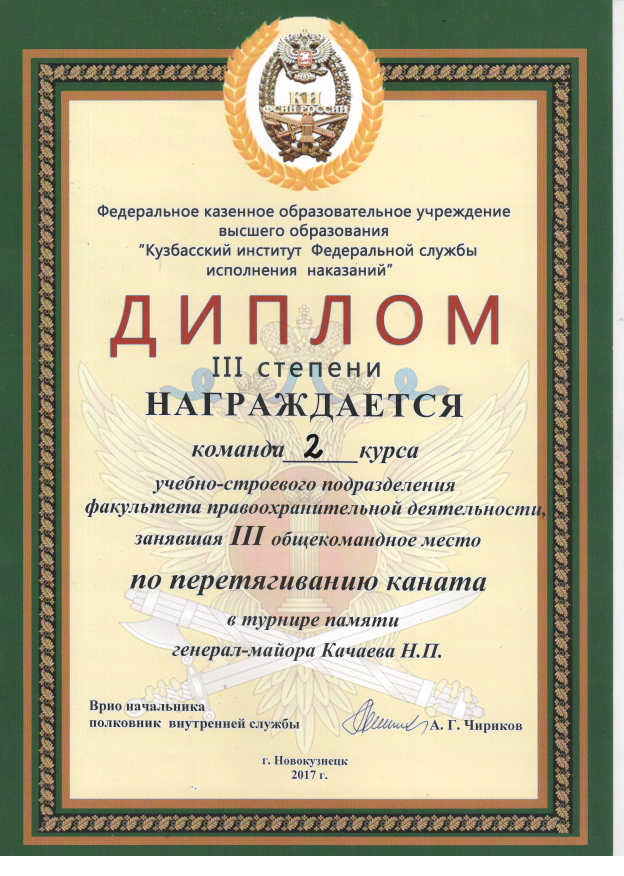 КИ
ФСИН РОССИИ
Федеральное казенное образовательное учреждение
высшего образования
"Кузбасский институт Федеральной службы
исполнения наказаний"
ДИПЛОМ
III степени
НАГРАЖДАЕТСЯ
команда 2 курса
учебно-строевого подразделения
факультета правоохранительной деятельности,
занявшая III общекомандное место
по перетягиванию каната
в турнире памяти
генерал-майора Качаева Н.П.
Врио начальника
полковник внутренней службы А. Г. Чириков
г. Новокузнецк
2017 г.